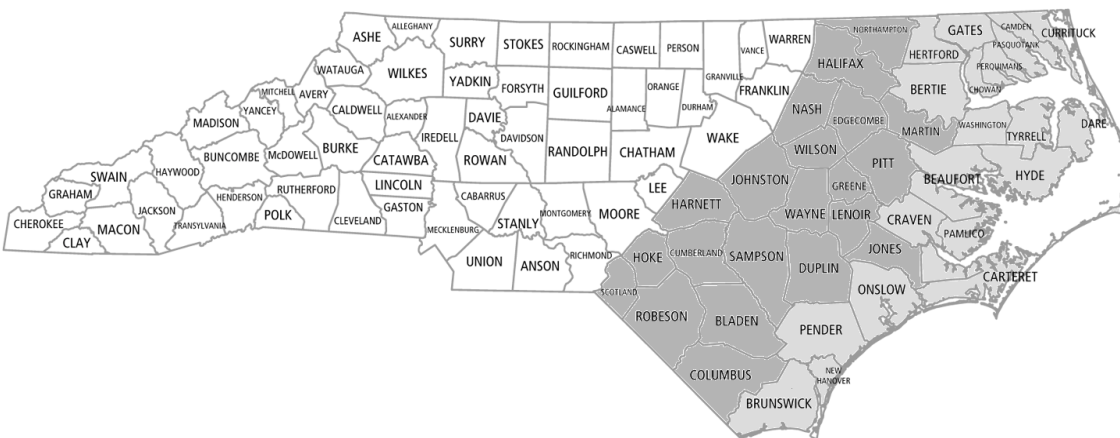 ASHE
ALLEGHANY
SURRY
STOKES
ROCKINGHAM
CASWELL
PERSON
VANCE
WARREN
NORTHAMPTON
GATES
CAMDEN
CURRITUCK
PASQUOTANK
HERTFORD
PERQUIMANS
CHOWAN
WATAUGA
WILKES
YADKIN
FORSYTH
GUILFORD
ALAMANCE
ORANGE
DURHAM
GRANVILLE
FRANKLIN
HALIFAX
BERTIE
MITCHELL
AVERY
YANCEY
CALDWELL
ALEXANDER
IREDELL
DAVIE
DAVIDSON
RANDOLPH
CHATHAM
WAKE
NASH
EDGECOMBE
MARTIN
WASHINGTON
TYRRELL
DARE
MADISON
BUNCOMBE
McDOWELL
BURKE
CATAWBA
ROWAN
JOHNSTON
WILSON
PITT
BEAUFORT
HYDE
SWAIN
HAYWOOD
GRAHAM
JACKSON
HENDERSON
RUTHERFORD
LINCOLN
GASTON
CABARRUS
STANLY
MONTGOMERY
MOORE
LEE
HARNETT
WAYNE
GREENE
LENOIR
CRAVEN
PAMLICO
CHEROKEE
CLAY
MACON
TRANSYLVANIA
POLK
CLEVELAND
MECKLENBURG
UNION
ANSON
RICHMOND
SCOTLAND
HOKE
CUMBERLAND
SAMPSON
DUPLIN
JONES
ONSLOW
CARTERET
ROBESON
BLADEN
PENDER
COLUMBUS
BRUNSWICK
NEW
HANOVER